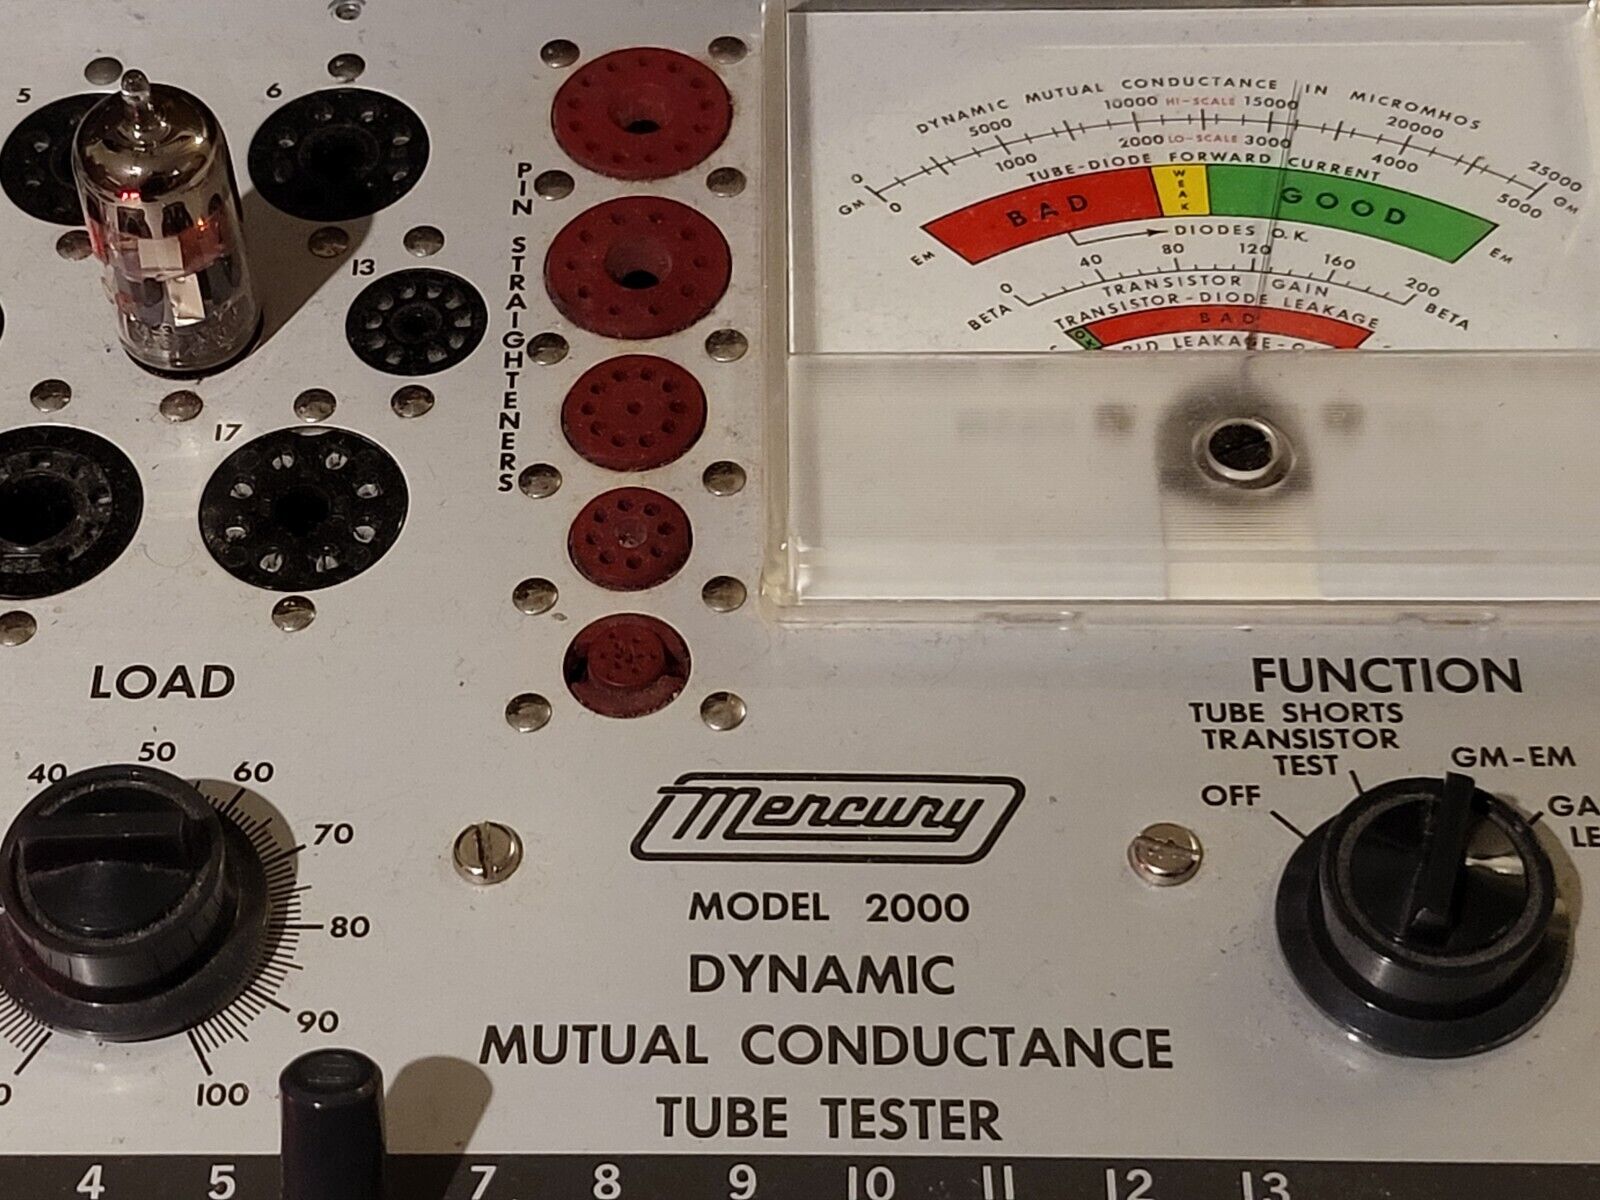 5
6
13
17
PIN STRAIGHTENERS
DYNAMIC MUTUAL CONDUCTANCE IN MICROMHOS
5000 10000 HI-SCALE 15000 20000 25000
0 GM
0 1000 2000 LO-SCALE 3000 4000 5000 GM
TUBE-DIODE FORWARD CURRENT
BAD WEAK GOOD
EM EM
DIODES O.K.
0 40 80 120 160 200
BETA TRANSISTOR GAIN BETA
TRANSISTOR-DIODE LEAKAGE
OK BAD
LEAKAGE-
LOAD
40 50 60 70 80 90 100
FUNCTION
TUBE SHORTS
TRANSISTOR
TEST
OFF
GM-EM
GA
LE
Mercury
MODEL 2000
DYNAMIC
MUTUAL CONDUCTANCE
TUBE TESTER
4 5 7 8 9 10 11 12 13